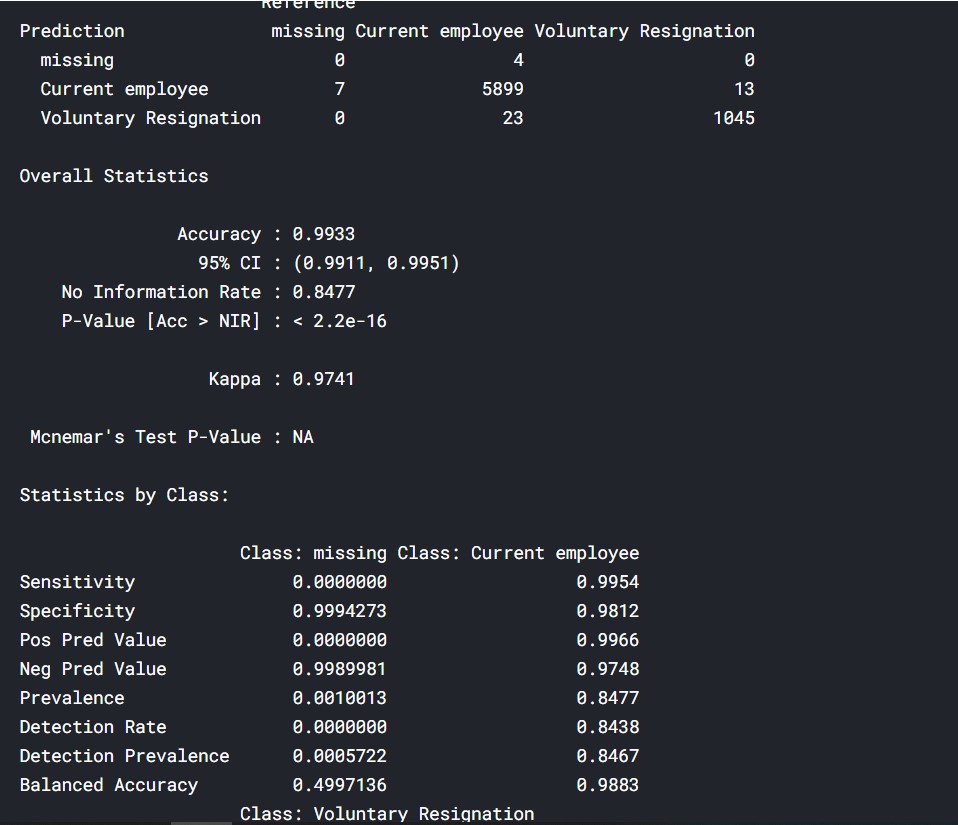 Reference
Prediction missing Current employee Voluntary Resignation
missing 0 4 0
Current employee 7 5899 13
Voluntary Resignation 0 23 1045
Overall Statistics
Accuracy : 0.9933
95% CI : (0.9911, 0.9951)
No Information Rate : 0.8477
P-Value [Acc > NIR] : < 2.2e-16
Kappa : 0.9741
Mcnemar's Test P-Value : NA
Statistics by Class:
Class: missing Class: Current employee
Sensitivity 0.0000000 0.9954
Specificity 0.9994273 0.9812
Pos Pred Value 0.0000000 0.9966
Neg Pred Value 0.9989981 0.9748
Prevalence 0.0010013 0.8477
Detection Rate 0.0000000 0.8438
Detection Prevalence 0.0005722 0.8467
Balanced Accuracy 0.4997136 0.9883
Class: Voluntary Resignation